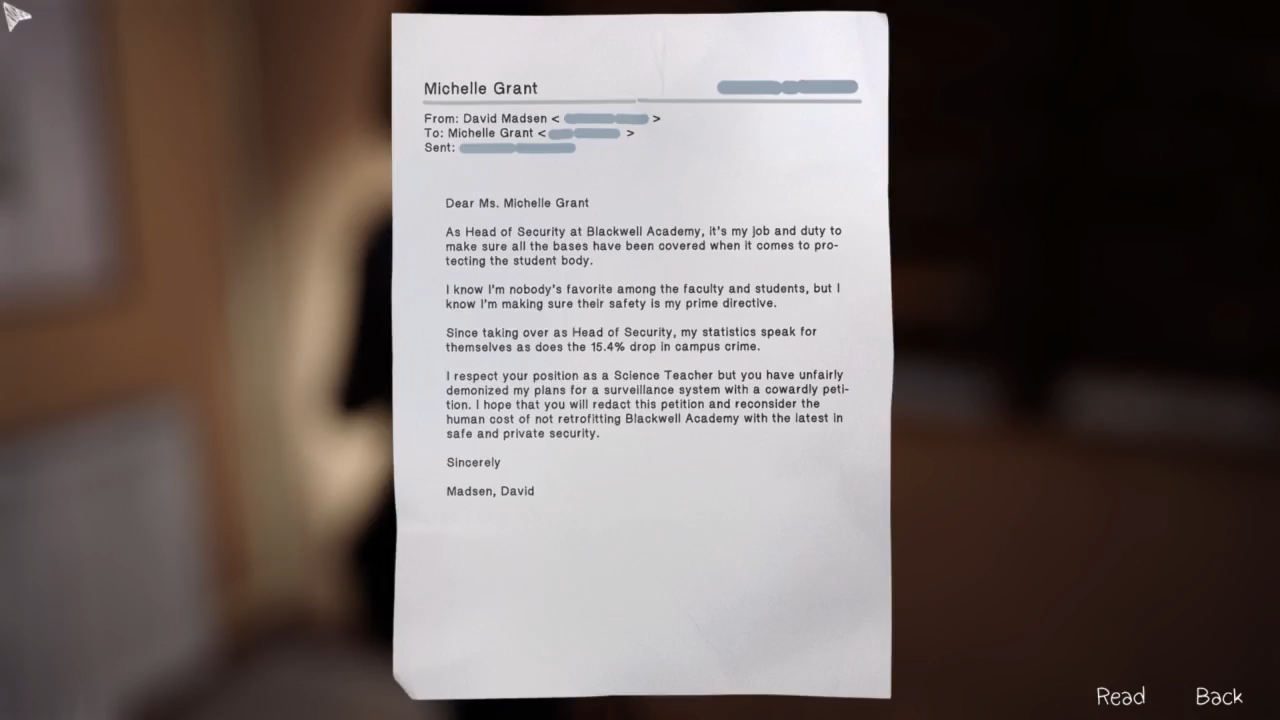 Michelle Grant
From: David Madsen < >
To: Michelle Grant < >
Sent:
Dear Ms. Michelle Grant
As Head of Security at Blackwell Academy, it's my job and duty to
make sure all the bases have been covered when it comes to pro-
tecting the student body.
I know I'm nobody's favorite among the faculty and students, but I
know I'm making sure their safety is my prime directive.
Since taking over as Head of Security, my statistics speak for
themselves as does the 15.4% drop in campus crime.
I respect your position as a Science Teacher but you have unfairly
demonized my plans for a surveillance system with a cowardly peti-
tion. I hope that you will redact this petition and reconsider the
human cost of not retrofitting Blackwell Academy with the latest in
safe and private security.
Sincerely
Madsen, David
Read Back